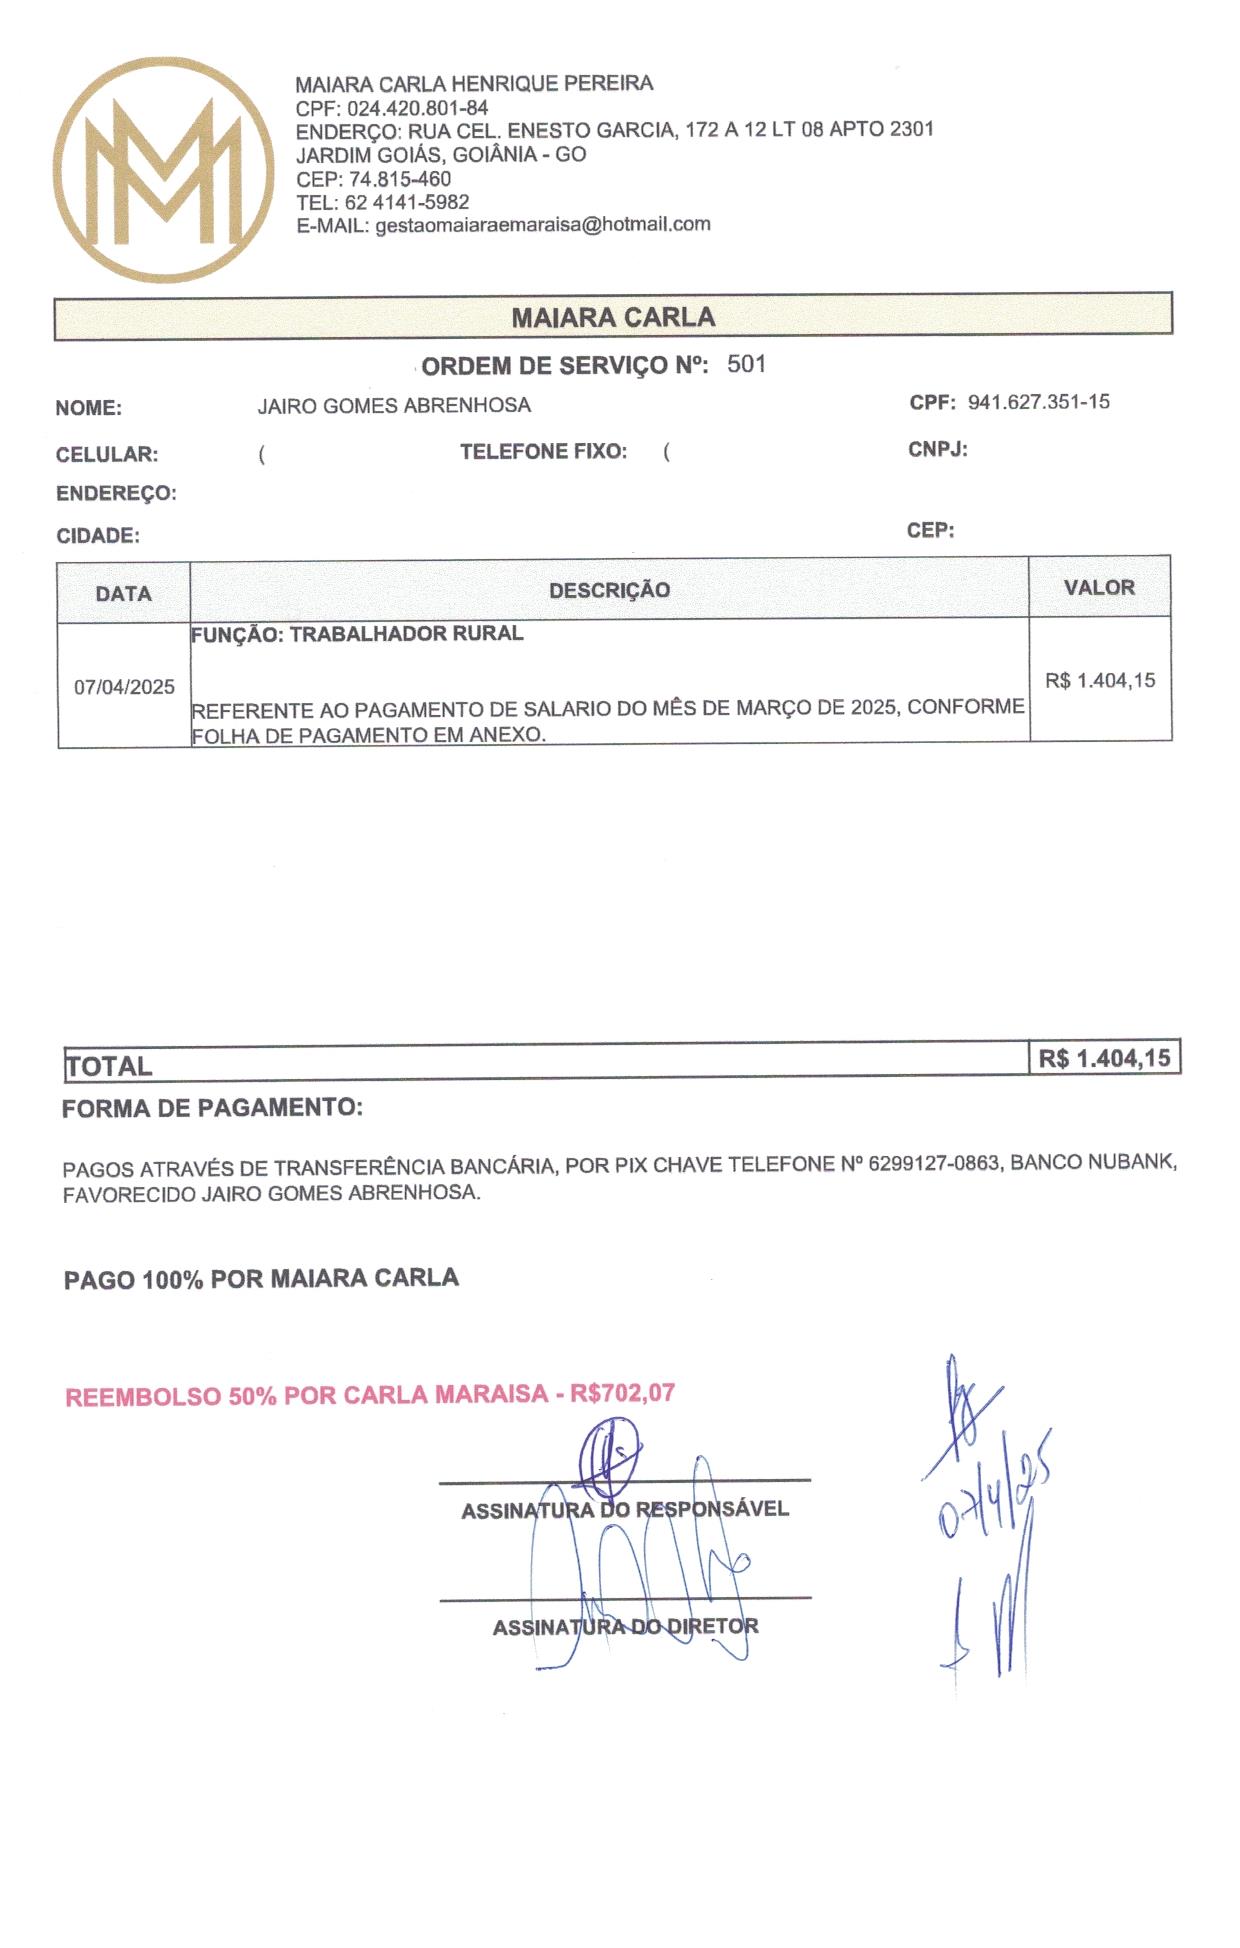 MAIARA CARLA HENRIQUE PEREIRA
CPF: 024.420.801-84
ENDERÇO: RUA CEL. ENESTO GARCIA, 172 A 12 LT 08 APTO 2301
JARDIM GOIÁS, GOIÂNIA - GO
CEP: 74.815-460
TEL: 62 4141-5982
E-MAIL: gestaomaiaraemaraisa@hotmail.com
MAIARA CARLA
ORDEM DE SERVIÇO Nº: 501
NOME: JAIRO GOMES ABRENHOSA CPF: 941.627.351-15
CELULAR: ( TELEFONE FIXO: ( CNPJ:
ENDEREÇO:
CIDADE: CEP:
DATA DESCRIÇÃO VALOR
FUNÇÃO: TRABALHADOR RURAL
07/04/2025 R$ 1.404,15
REFERENTE AO PAGAMENTO DE SALARIO DO MÊS DE MARÇO DE 2025, CONFORME
FOLHA DE PAGAMENTO EM ANEXO.
TOTAL R$ 1.404,15
FORMA DE PAGAMENTO:
PAGOS ATRAVÉS DE TRANSFERÊNCIA BANCÁRIA, POR PIX CHAVE TELEFONE Nº 6299127-0863, BANCO NUBANK,
FAVORECIDO JAIRO GOMES ABRENHOSA.
PAGO 100% POR MAIARA CARLA
REEMBOLSO 50% POR CARLA MARAISA - R$702,07
ASSINATURA DO RESPONSÁVEL
07/4/25
ASSINATURA DO DIRETOR